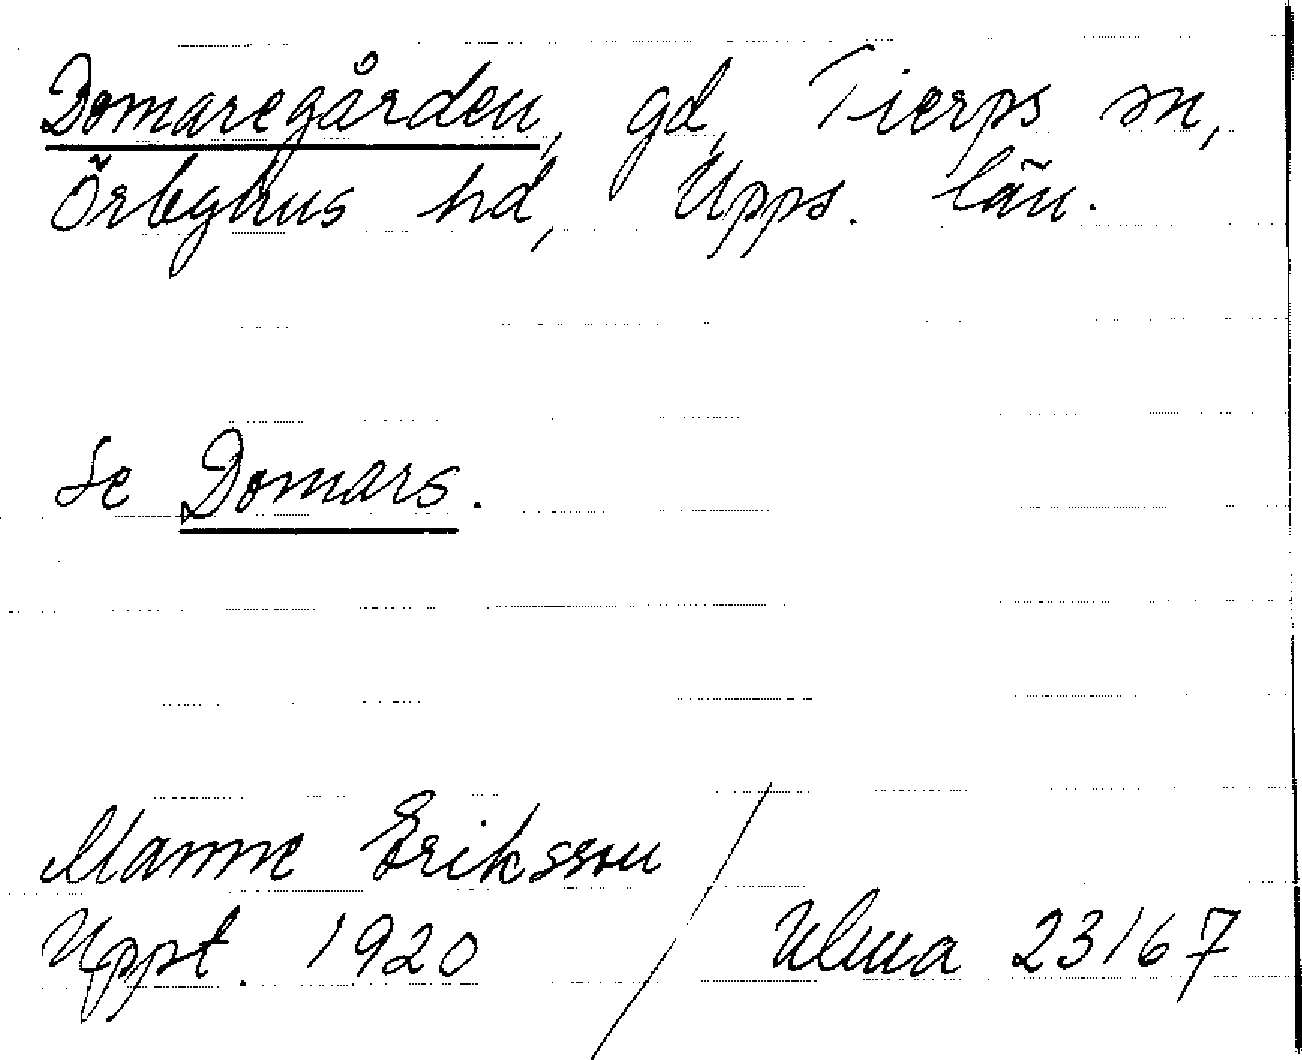 Domaregården, gd, Tierps sn,
Örbyhus hd, Upps. län.
Se Domars.
Manne Eriksson
Uppt. 1920 / Ulma 23167